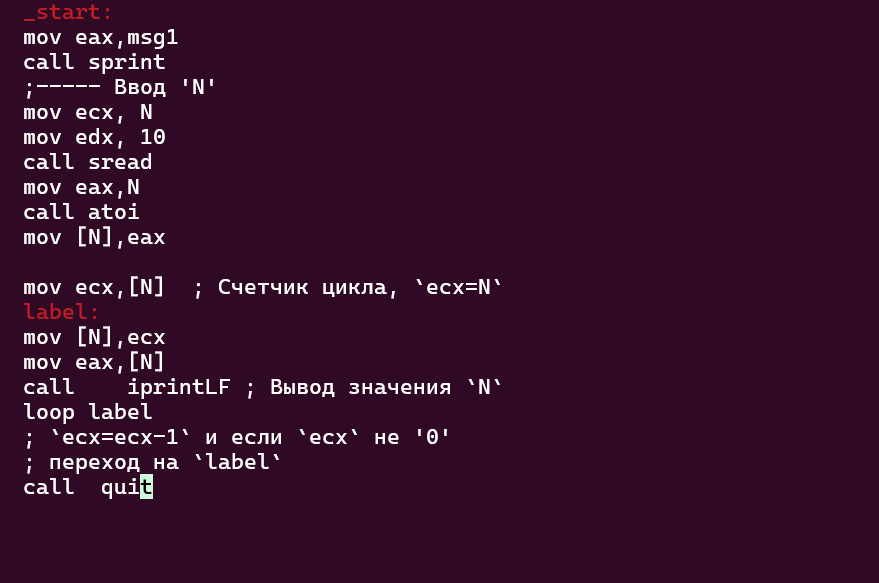 _start:
mov eax,msg1
call sprint
;----- Ввод 'N'
mov ecx, N
mov edx, 10
call sread
mov eax,N
call atoi
mov [N],eax
mov ecx,[N]  ; Счетчик цикла, `ecx=N`
label:
mov [N],ecx
mov eax,[N]
call    iprintLF ; Вывод значения `N`
loop label
; `ecx=ecx-1` и если `ecx` не '0'
; переход на `label`
call  quit